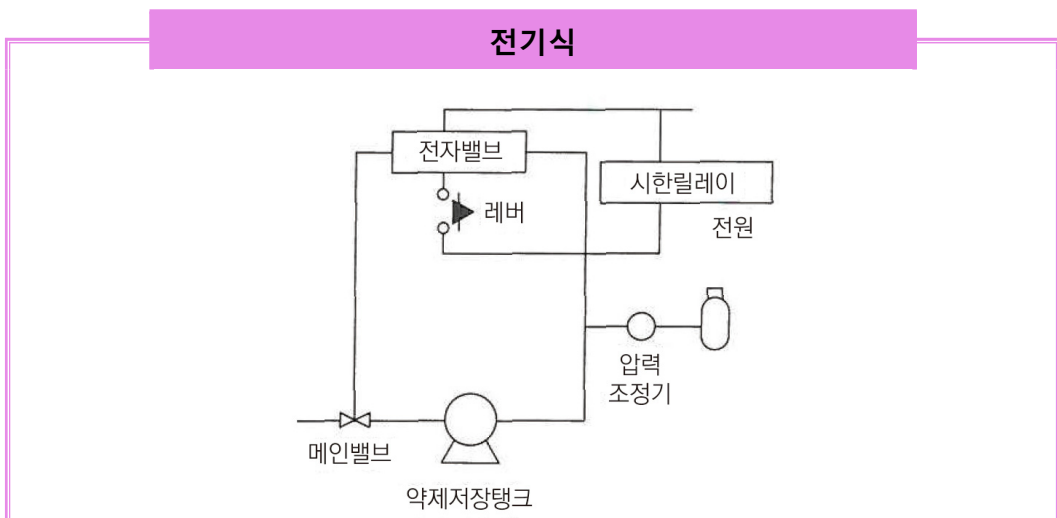 전기식
전자밸브
시한릴레이
레버
전원
압력
조정기
메인밸브
약제저장탱크